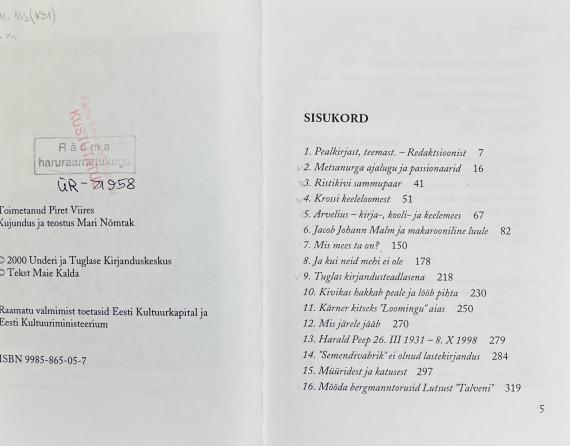 Rääma
haruraamatukogu
KUSTUTATUD
ÜR-21958
Toimetanud Piret Viires
Kujundus ja teostus Mari Nõmtak
© 2000 Underi ja Tuglase Kirjanduskeskus
© Tekst Maie Kalda
Raamatu valmimist toetasid Eesti Kultuurkapital ja
Eesti Kultuuriministeerium
ISBN 9985-865-05-7
SISUKORD
1. Pealkirjast, teemast. – Redaktsioonist 7
2. Metsanurga ajalugu ja passionaarid 16
3. Ristikivi sammupaar 41
4. Krossi keeleloomest 51
5. Arvelius – kirja-, kooli- ja keelemees 67
6. Jacob Johann Malm ja makarooniline luule 82
7. Mis mees ta on? 150
8. Ja kui neid mehi ei ole 178
9. Tuglas kirjandusteadlasena 218
10. Kivikas hakkab peale ja lööb pihta 230
11. Kärner kitseks "Loomingu" aias 250
12. Mis järele jääb 270
13. Harald Peep 26. III 1931 – 8. X 1998 279
14. "Semendivabrik" ei olnud lastekirjandus 284
15. Müüridest ja katusest 297
16. Mööda bergmanntorusid Lutsust "Talveni" 319
5